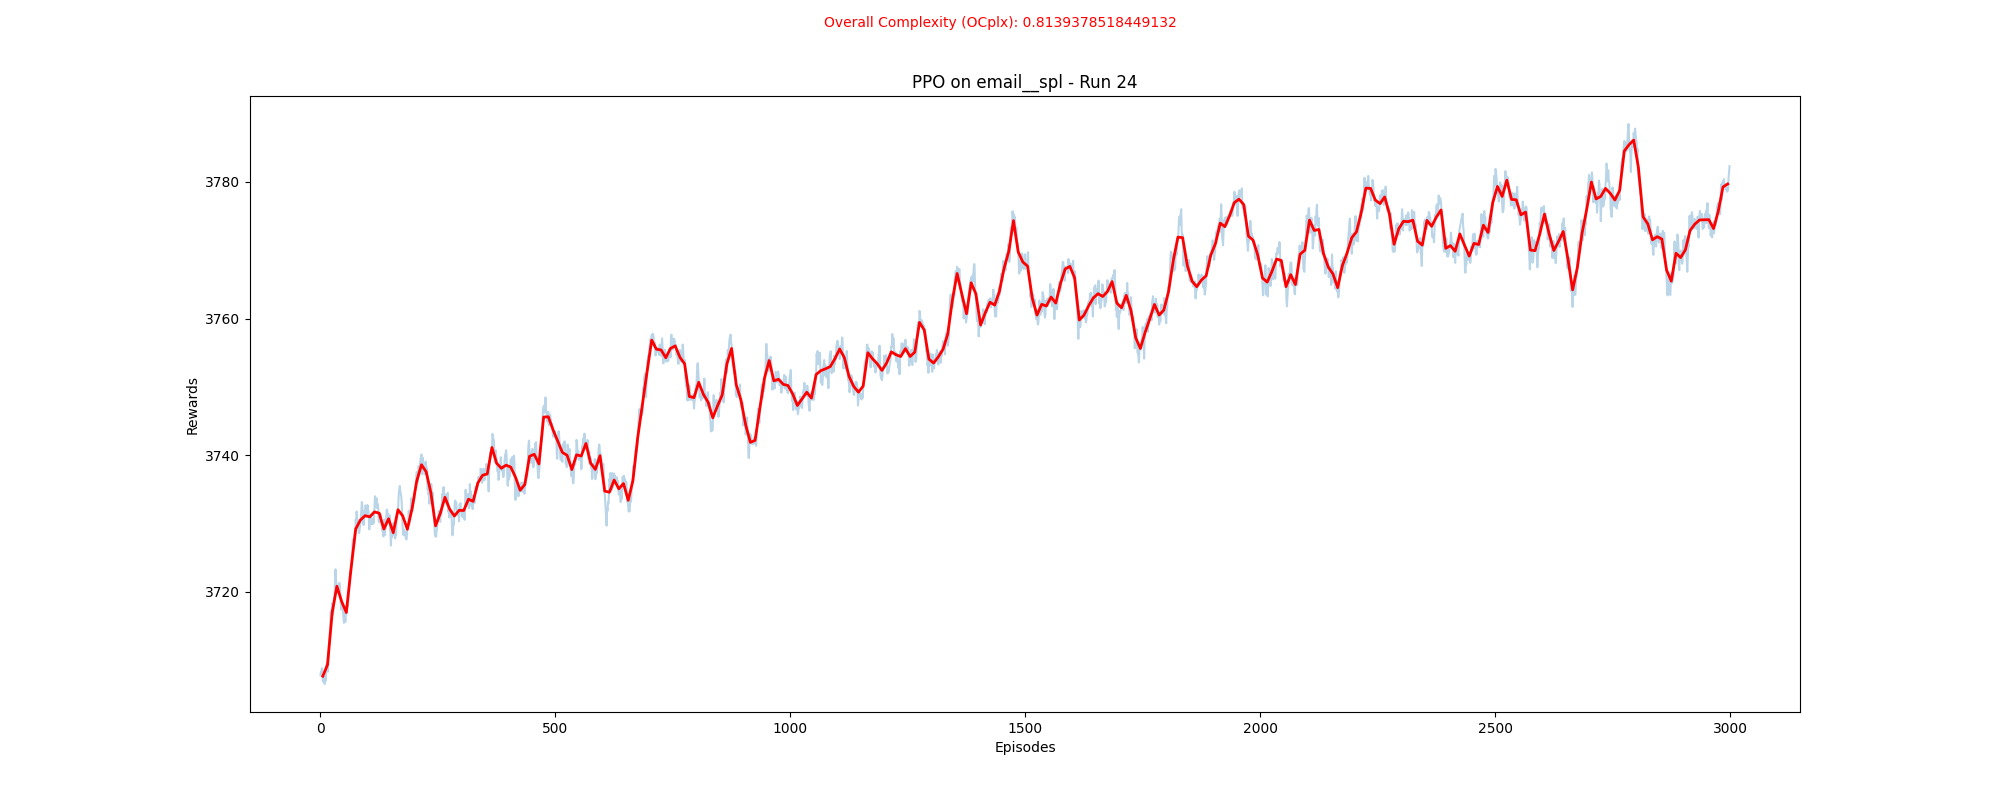 Overall Complexity (OCplx): 0.8139378518449132
PPO on email__spl - Run 24
Rewards
3780
3760
3740
3720
0 500 1000 1500 2000 2500 3000
Episodes